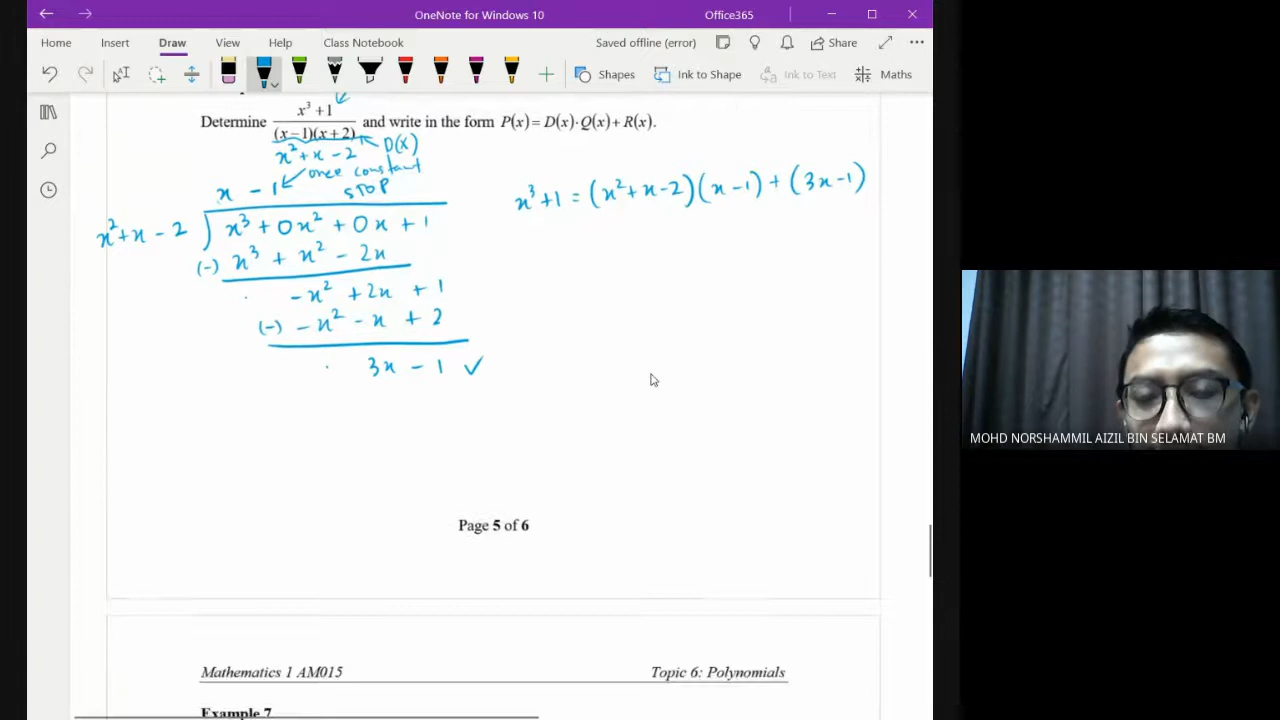 OneNote for Windows 10
Office365
Home Insert Draw View Help Class Notebook
Saved offline (error)
Share
Shapes
Ink to Shape
Ink to Text
Maths
Determine (x³ + 1)/((x − 1)(x + 2)) and write in the form P(x) = D(x)·Q(x) + R(x).
x² + x − 2 D(x)
once constant
STOP
x − 1
x² + x − 2 ) x³ + 0x² + 0x + 1
(−) x³ + x² − 2x
− x² + 2x + 1
(−) − x² − x + 2
3x − 1 ✓
x³ + 1 = (x² + x − 2)(x − 1) + (3x − 1)
Page 5 of 6
Mathematics 1 AM015
Topic 6: Polynomials
Example 7
MOHD NORSHAMMIL AIZIL BIN SELAMAT BM